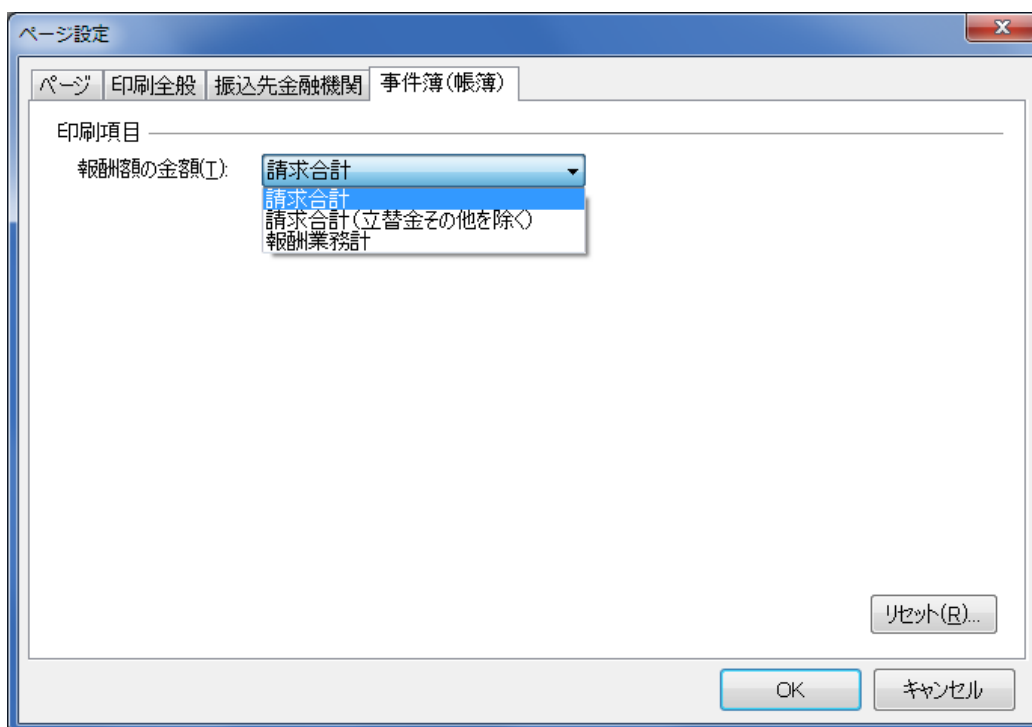 ページ設定
ページ 印刷全般 振込先金融機関 事件簿(帳簿)
印刷項目
報酬額の金額(T): 請求合計
請求合計
請求合計(立替金その他を除く)
報酬業務計
リセット(R)...
OK キャンセル